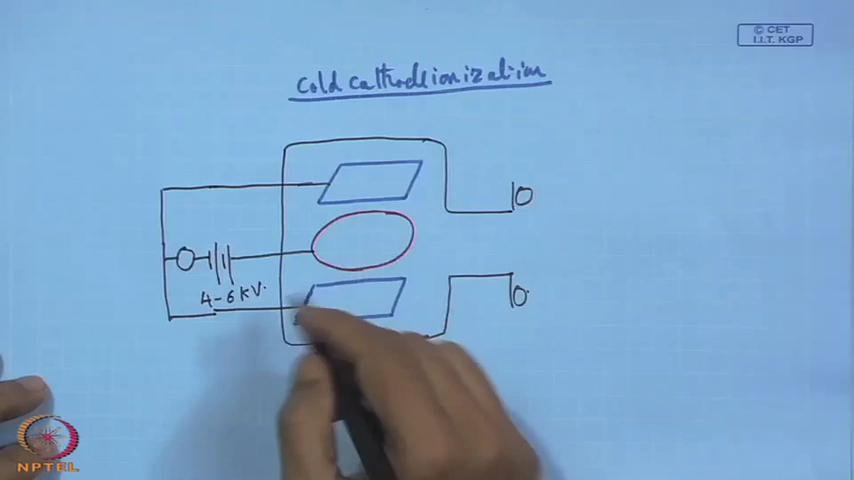 © CET
I.I.T. KGP
cold cathode ionization
4-6 kV.
NPTEL